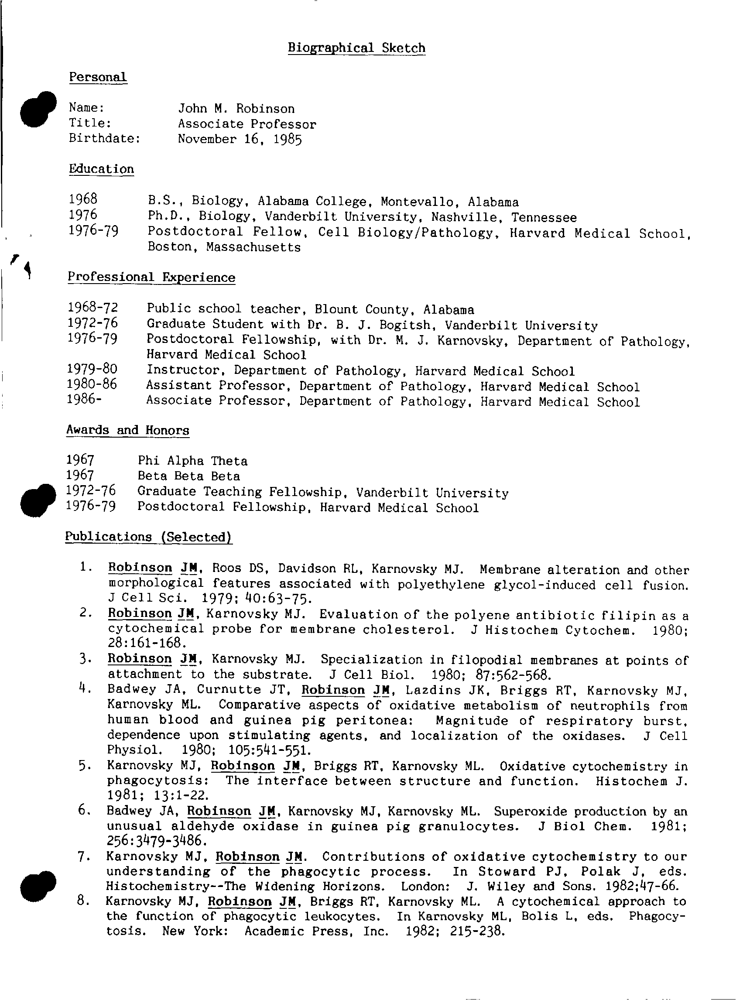 Biographical Sketch
Personal
Name: John M. Robinson
Title: Associate Professor
Birthdate: November 16, 1985
Education
1968 B.S., Biology, Alabama College, Montevallo, Alabama
1976 Ph.D., Biology, Vanderbilt University, Nashville, Tennessee
1976-79 Postdoctoral Fellow, Cell Biology/Pathology, Harvard Medical School,
Boston, Massachusetts
Professional Experience
1968-72 Public school teacher, Blount County, Alabama
1972-76 Graduate Student with Dr. B. J. Bogitsh, Vanderbilt University
1976-79 Postdoctoral Fellowship, with Dr. M. J. Karnovsky, Department of Pathology,
Harvard Medical School
1979-80 Instructor, Department of Pathology, Harvard Medical School
1980-86 Assistant Professor, Department of Pathology, Harvard Medical School
1986- Associate Professor, Department of Pathology, Harvard Medical School
Awards and Honors
1967 Phi Alpha Theta
1967 Beta Beta Beta
1972-76 Graduate Teaching Fellowship, Vanderbilt University
1976-79 Postdoctoral Fellowship, Harvard Medical School
Publications (Selected)
1. Robinson JM, Roos DS, Davidson RL, Karnovsky MJ. Membrane alteration and other
morphological features associated with polyethylene glycol-induced cell fusion.
J Cell Sci. 1979; 40:63-75.
2. Robinson JM, Karnovsky MJ. Evaluation of the polyene antibiotic filipin as a
cytochemical probe for membrane cholesterol. J Histochem Cytochem. 1980;
28:161-168.
3. Robinson JM, Karnovsky MJ. Specialization in filopodial membranes at points of
attachment to the substrate. J Cell Biol. 1980; 87:562-568.
4. Badwey JA, Curnutte JT, Robinson JM, Lazdins JK, Briggs RT, Karnovsky MJ,
Karnovsky ML. Comparative aspects of oxidative metabolism of neutrophils from
human blood and guinea pig peritonea: Magnitude of respiratory burst,
dependence upon stimulating agents, and localization of the oxidases. J Cell
Physiol. 1980; 105:541-551.
5. Karnovsky MJ, Robinson JM, Briggs RT, Karnovsky ML. Oxidative cytochemistry in
phagocytosis: The interface between structure and function. Histochem J.
1981; 13:1-22.
6. Badwey JA, Robinson JM, Karnovsky MJ, Karnovsky ML. Superoxide production by an
unusual aldehyde oxidase in guinea pig granulocytes. J Biol Chem. 1981;
256:3479-3486.
7. Karnovsky MJ, Robinson JM. Contributions of oxidative cytochemistry to our
understanding of the phagocytic process. In Stoward PJ, Polak J, eds.
Histochemistry--The Widening Horizons. London: J. Wiley and Sons. 1982;47-66.
8. Karnovsky MJ, Robinson JM, Briggs RT, Karnovsky ML. A cytochemical approach to
the function of phagocytic leukocytes. In Karnovsky ML, Bolis L, eds. Phagocy-
tosis. New York: Academic Press, Inc. 1982; 215-238.